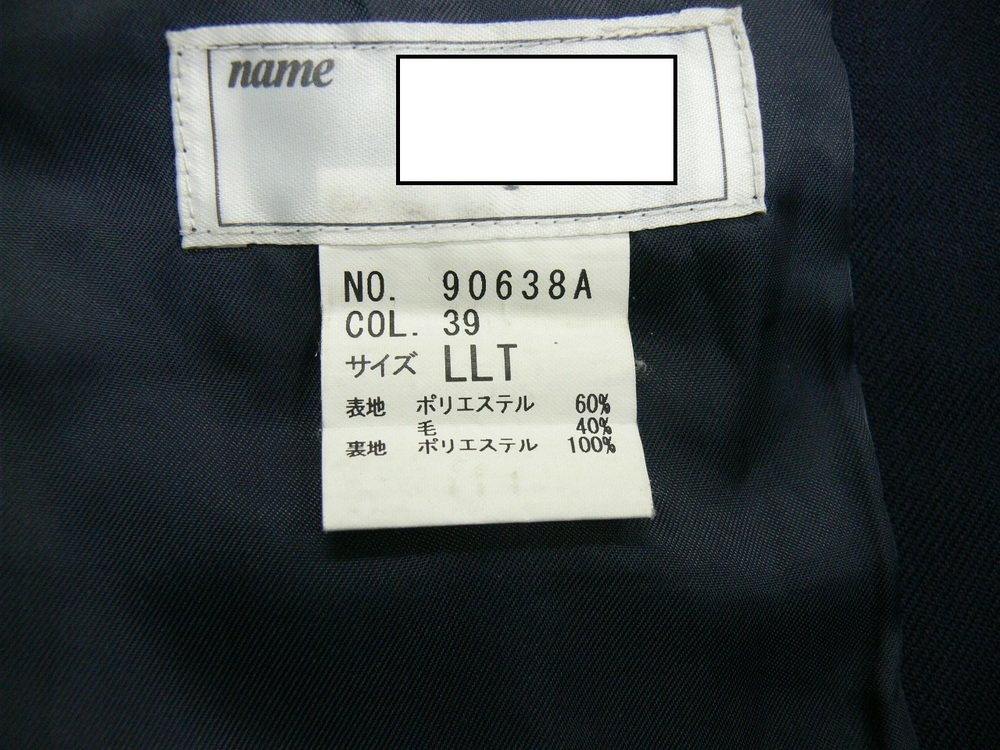 name
NO. 90638A
COL. 39
サイズ LLT
表地 ポリエステル 60%
毛 40%
裏地 ポリエステル 100%